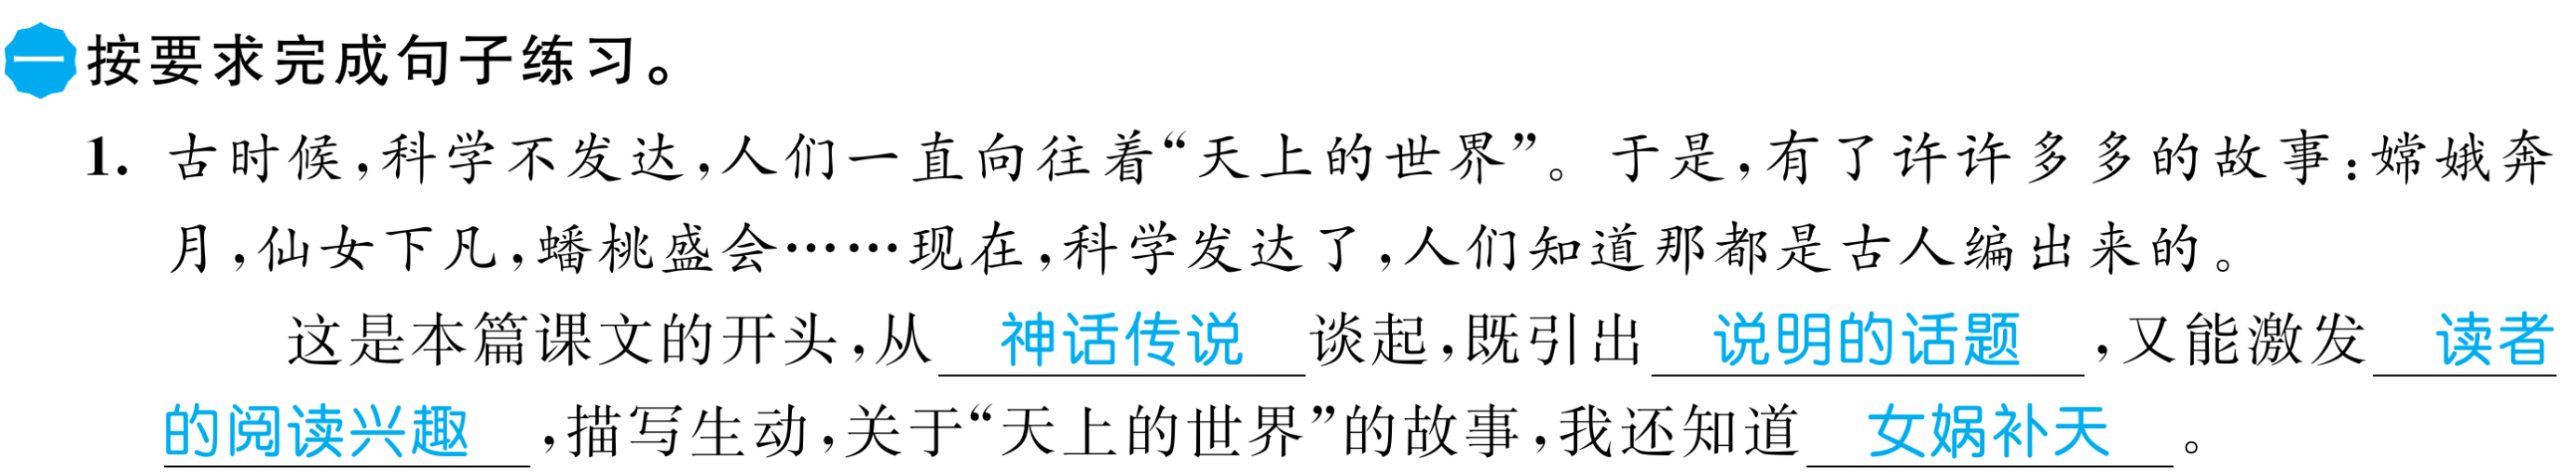 一 按要求完成句子练习。
1. 古时候,科学不发达,人们一直向往着“天上的世界”。于是,有了许许多多的故事:嫦娥奔
月,仙女下凡,蟠桃盛会……现在,科学发达了,人们知道那都是古人编出来的。
这是本篇课文的开头,从 神话传说 谈起,既引出 说明的话题 ,又能激发 读者
的阅读兴趣 ,描写生动,关于“天上的世界”的故事,我还知道 女娲补天 。